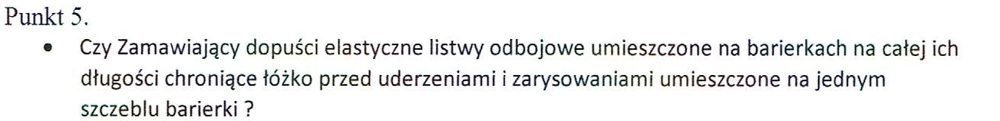 Punkt 5.
• Czy Zamawiający dopuści elastyczne listwy odbojowe umieszczone na barierkach na całej ich
długości chroniące łóżko przed uderzeniami i zarysowaniami umieszczone na jednym
szczeblu barierki ?